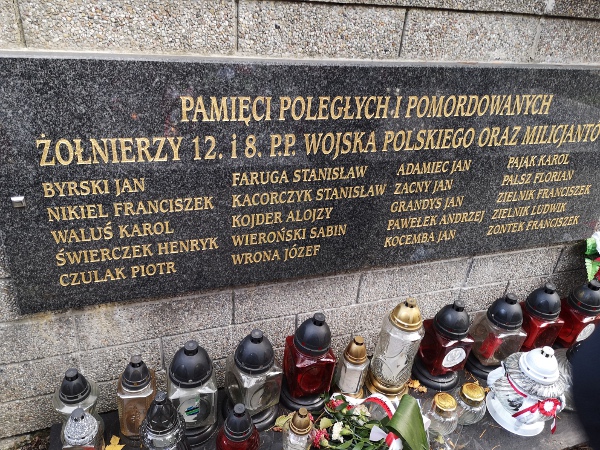 PAMIĘCI POLEGŁYCH I POMORDOWANYCH
ŻOŁNIERZY 12. i 8. P.P. WOJSKA POLSKIEGO ORAZ MILICJANTÓ
BYRSKI JAN
NIKIEL FRANCISZEK
WALUŚ KAROL
ŚWIERCZEK HENRYK
CZULAK PIOTR
FARUGA STANISŁAW
KACORCZYK STANISŁAW
KOJDER ALOJZY
WIEROŃSKI SABIN
WRONA JÓZEF
ADAMIEC JAN
ZACNY JAN
GRANDYS JAN
PAWEŁEK ANDRZEJ
KOCEMBA JAN
PAJĄK KAROL
PALSZ FLORIAN
ZIELNIK FRANCISZEK
ZIELNIK LUDWIK
ZONTEK FRANCISZEK